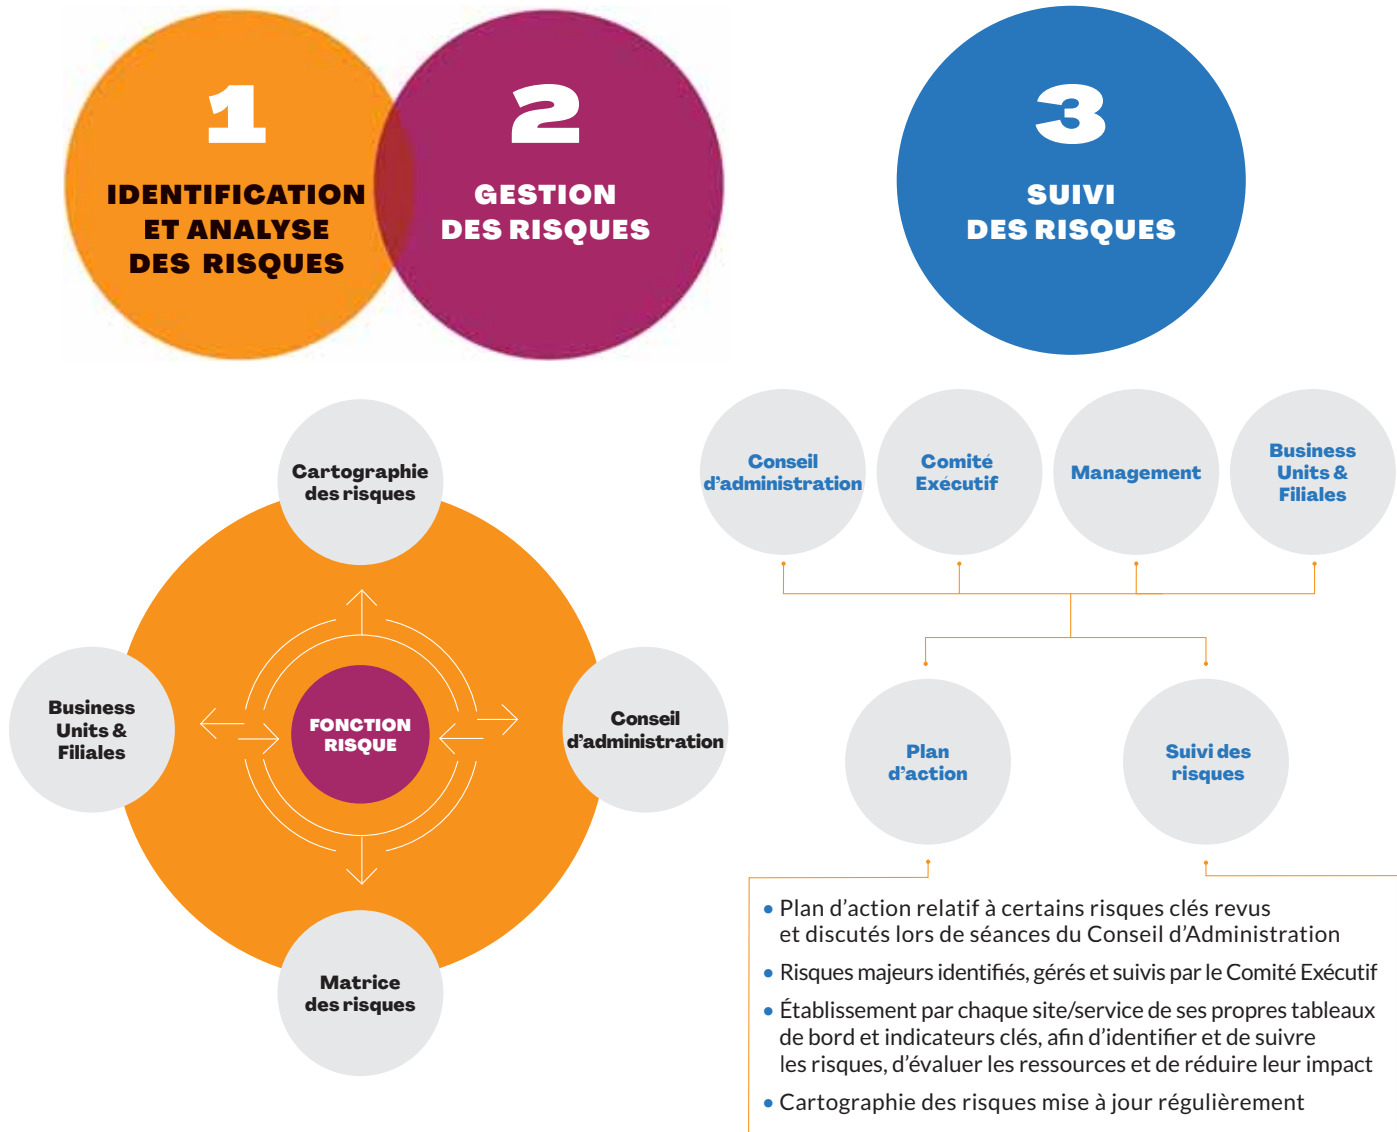 1
IDENTIFICATION
ET ANALYSE
DES RISQUES
2
GESTION
DES RISQUES
3
SUIVI
DES RISQUES
Cartographie
des risques
Business
Units &
Filiales
FONCTION
RISQUE
Conseil
d’administration
Matrice
des risques
Conseil
d’administration
Comité
Exécutif
Management
Business
Units &
Filiales
Plan
d’action
Suivi des
risques
• Plan d’action relatif à certains risques clés revus
et discutés lors de séances du Conseil d’Administration
• Risques majeurs identifiés, gérés et suivis par le Comité Exécutif
• Établissement par chaque site/service de ses propres tableaux
de bord et indicateurs clés, afin d’identifier et de suivre
les risques, d’évaluer les ressources et de réduire leur impact
• Cartographie des risques mise à jour régulièrement